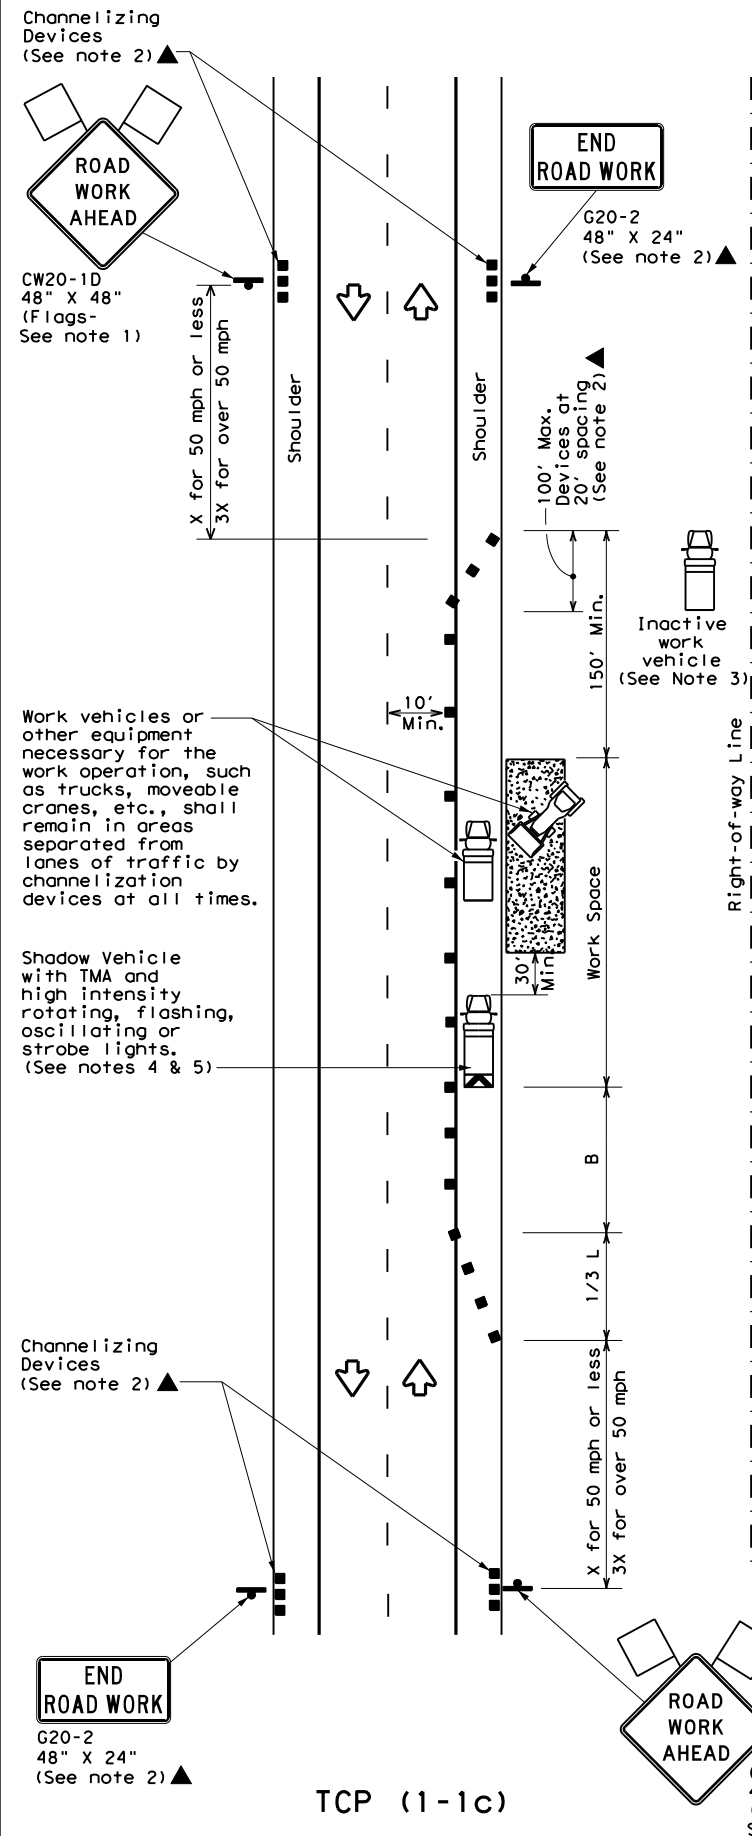 Channelizing
Devices
(See note 2)
ROAD
WORK
AHEAD
CW20-1D
48" X 48"
(Flags-
See note 1)
END
ROAD WORK
G20-2
48" X 24"
(See note 2)
X for 50 mph or less
3X for over 50 mph
Shoulder
Shoulder
100' Max.
Devices at
20' spacing
(See note 2)
150' Min.
Inactive
work
vehicle
(See Note 3)
10'
Min.
Work vehicles or
other equipment
necessary for the
work operation, such
as trucks, moveable
cranes, etc., shall
remain in areas
separated from
lanes of traffic by
channelization
devices at all times.
Right-of-way Line
Work Space
30'
Min.
Shadow Vehicle
with TMA and
high intensity
rotating, flashing,
oscillating or
strobe lights.
(See notes 4 & 5)
B
1/3 L
Channelizing
Devices
(See note 2)
X for 50 mph or less
3X for over 50 mph
END
ROAD WORK
G20-2
48" X 24"
(See note 2)
ROAD
WORK
AHEAD
TCP (1-1c)